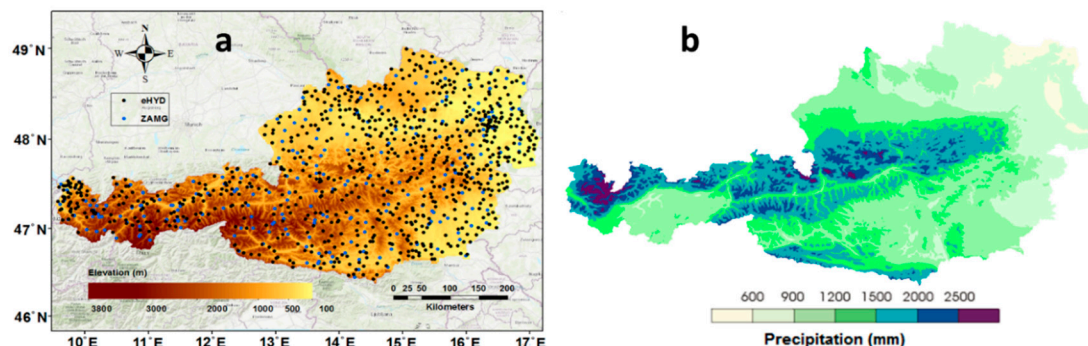 a
b
49°N
48°N
47°N
46°N
N
W E
S
eHYD
ZAMG
Elevation (m)
3800 3000 2000 1000 500 100
0 25 50 100 150 200
Kilometers
10°E 11°E 12°E 13°E 14°E 15°E 16°E 17°E
600 900 1200 1500 2000 2500
Precipitation (mm)